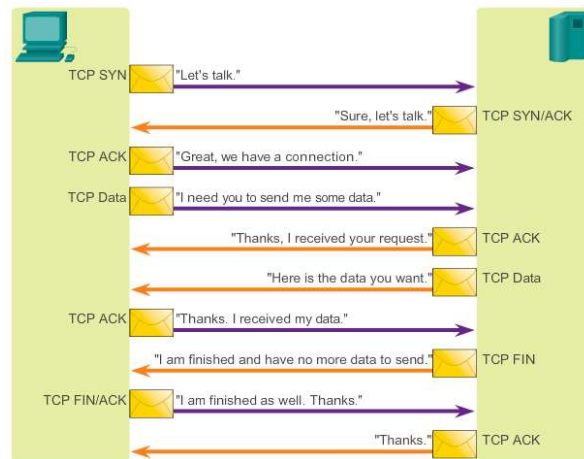 TCP SYN "Let's talk."
"Sure, let's talk." TCP SYN/ACK
TCP ACK "Great, we have a connection."
TCP Data "I need you to send me some data."
"Thanks, I received your request." TCP ACK
"Here is the data you want." TCP Data
TCP ACK "Thanks. I received my data."
"I am finished and have no more data to send." TCP FIN
TCP FIN/ACK "I am finished as well. Thanks."
"Thanks." TCP ACK